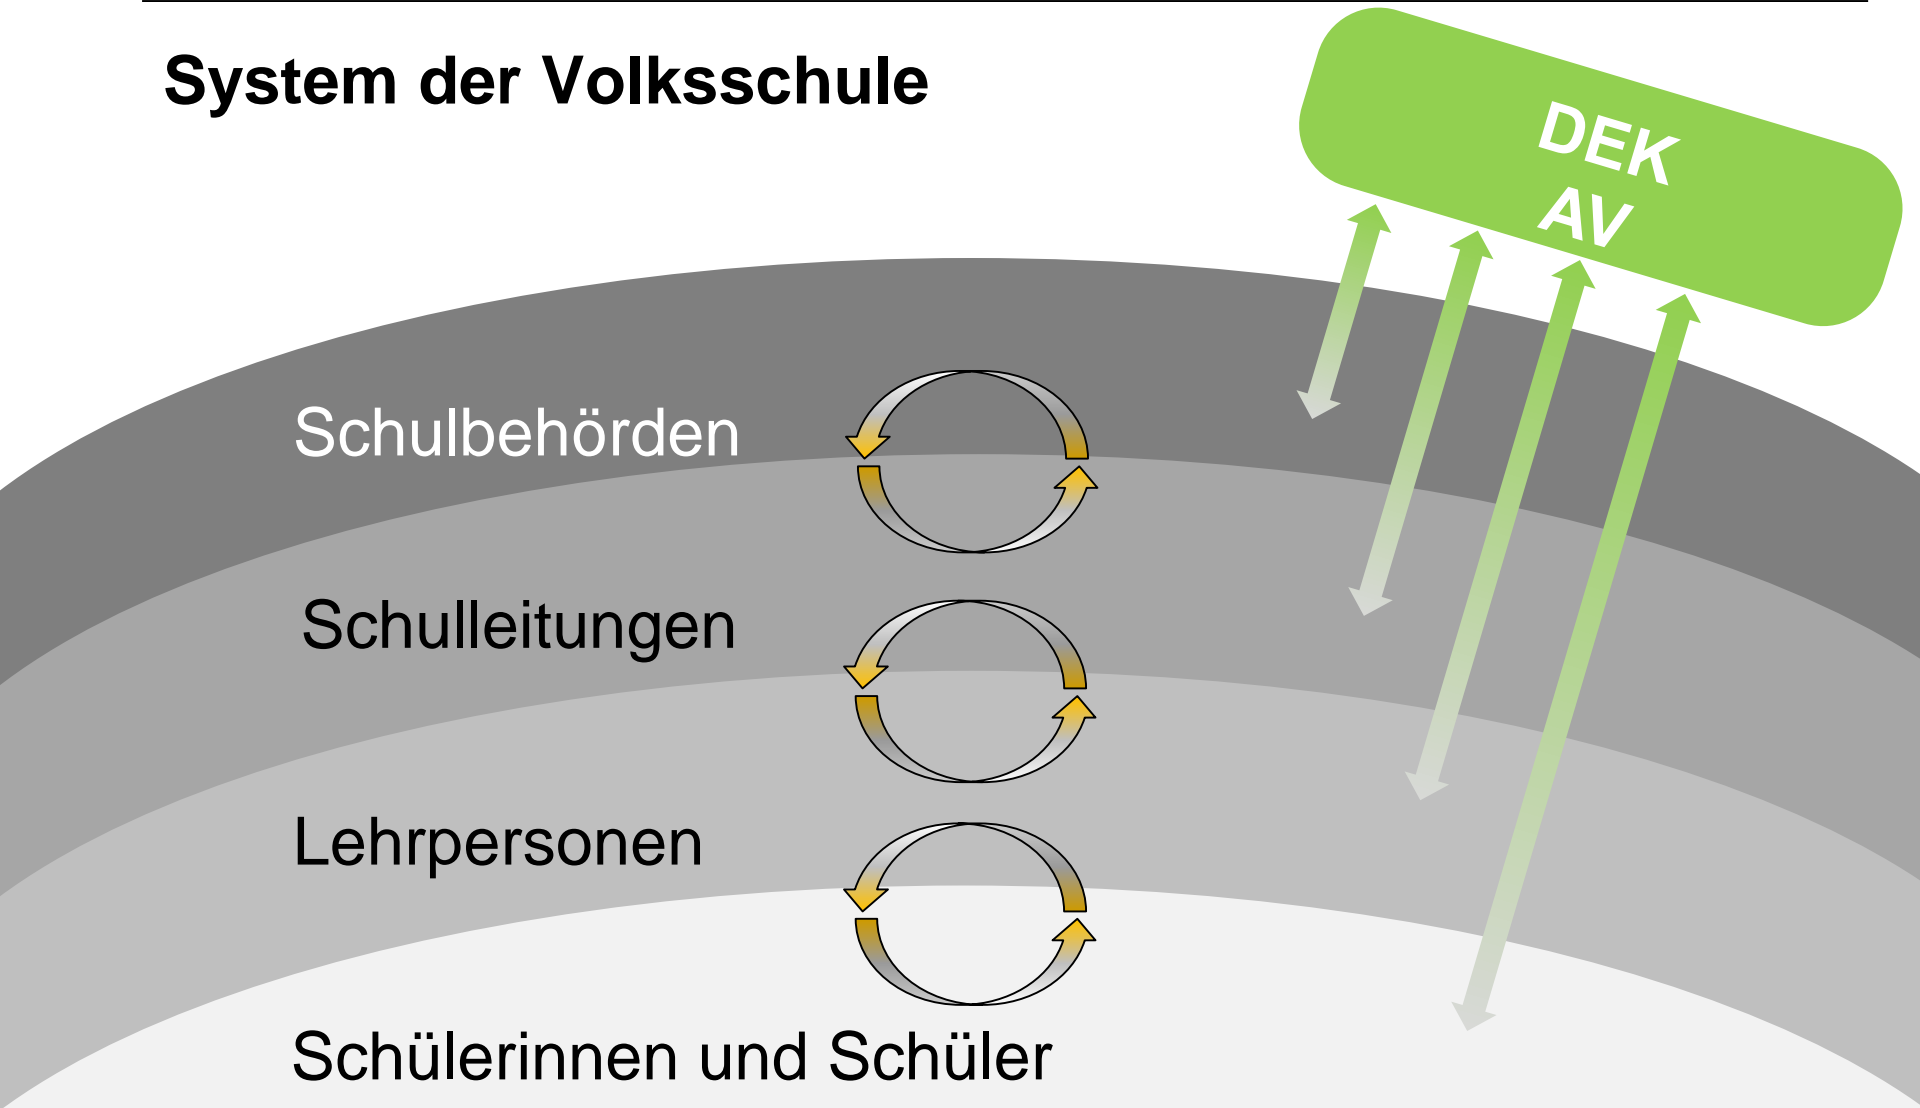 System der Volksschule
DEK
AV
Schulbehörden
Schulleitungen
Lehrpersonen
Schülerinnen und Schüler